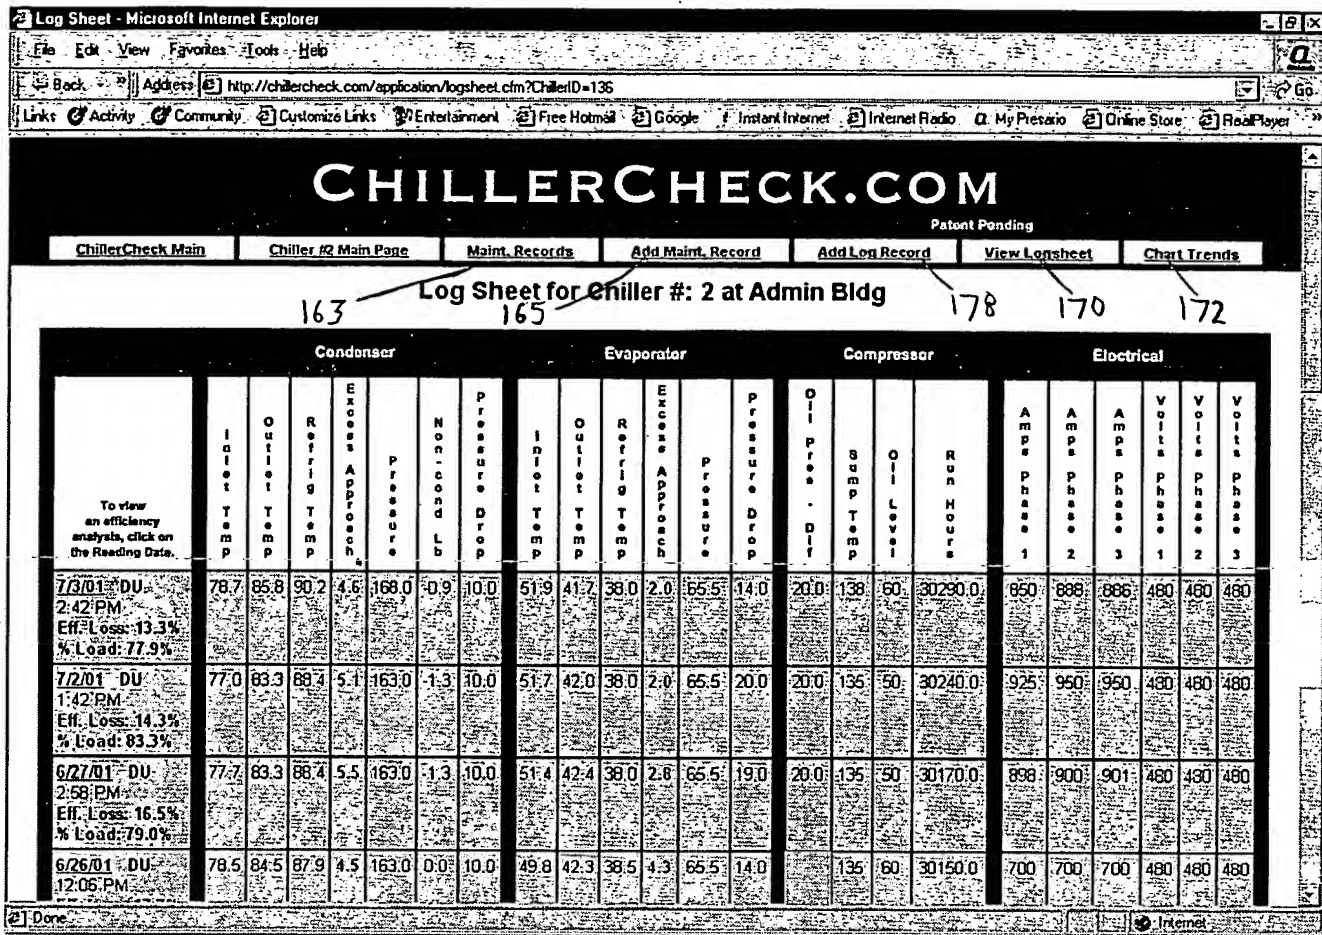 Log Sheet - Microsoft Internet Explorer
File Edit View Favorites Tools Help
Back » Address http://chillercheck.com/application/logsheet.cfm?ChillerID=136 Go
Links Activity Community Customize Links Entertainment Free Hotmail Google Instant Internet Internet Radio My Presario Online Store RealPlayer »
CHILLERCHECK.COM
Patent Pending
ChillerCheck Main Chiller #2 Main Page Maint. Records Add Maint. Record Add Log Record View Logsheet Chart Trends
Log Sheet for Chiller #: 2 at Admin Bldg
163 165 178 170 172
Condenser Evaporator Compressor Electrical
To view
an efficiency
analysis, click on
the Reading Date.
Inlet Temp
Outlet Temp
Refrig Temp
Excess Approach
Pressure
Non-cond Lb
Pressure Drop
Inlet Temp
Outlet Temp
Refrig Temp
Excess Approach
Pressure
Pressure Drop
Oil Pres - Dif
Sump Temp
Oil Level
Run Hours
Amps Phase 1
Amps Phase 2
Amps Phase 3
Volts Phase 1
Volts Phase 2
Volts Phase 3
7/3/01 DU 78.7 85.8 90.2 4.6 168.0 -0.9 10.0 51.9 41.7 38.0 2.0 65.5 14.0 20.0 138 60 30290.0 850 888 886 480 480 480
2:42 PM
Eff. Loss: 13.3%
% Load: 77.9%
7/2/01 DU 77.0 83.3 88.4 5.1 163.0 -1.3 10.0 51.7 42.0 38.0 2.0 65.5 20.0 20.0 135 50 30240.0 925 950 950 480 480 480
1:42 PM
Eff. Loss: 14.3%
% Load: 83.3%
6/27/01 DU 77.7 83.3 88.4 5.5 163.0 -1.3 10.0 51.4 42.4 38.0 2.8 65.5 19.0 20.0 135 50 30170.0 898 900 901 480 480 480
2:58 PM
Eff. Loss: 16.5%
% Load: 79.0%
6/26/01 DU 78.5 84.5 87.9 4.5 163.0 0.0 10.0 49.8 42.3 38.5 4.3 65.5 14.0 135 60 30150.0 700 700 700 480 480 480
12:06 PM
Done Internet